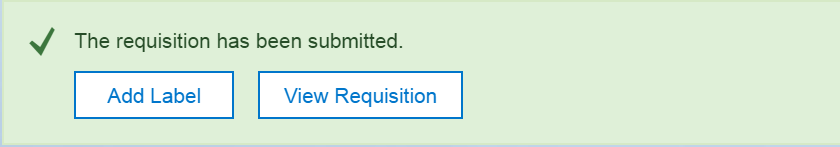 The requisition has been submitted.
Add Label View Requisition